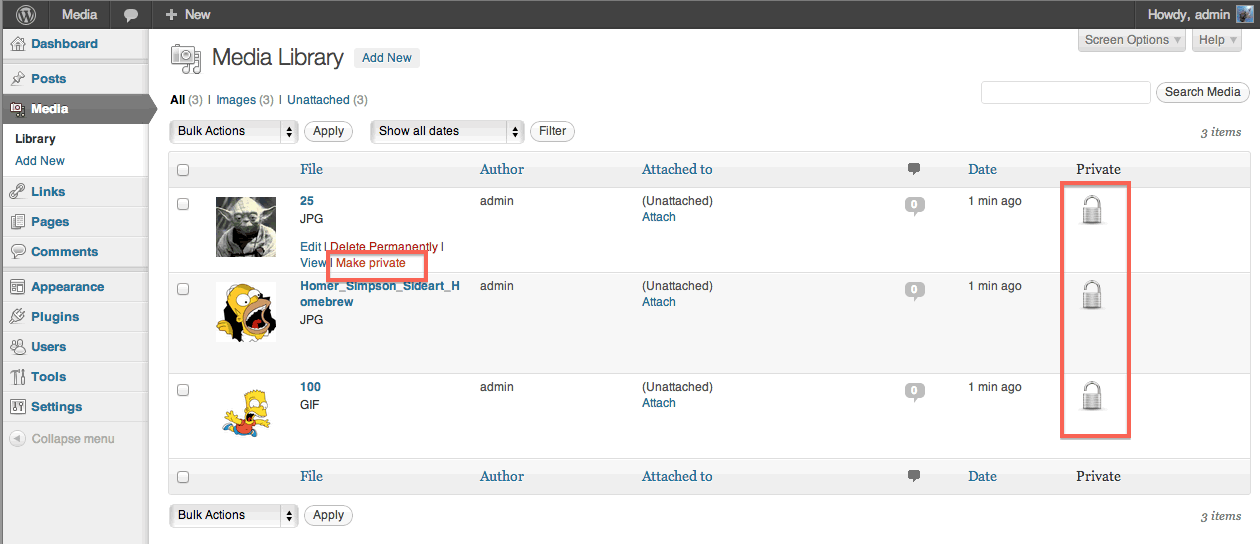 Media
New
Howdy, admin
Dashboard
Posts
Media
Library
Add New
Links
Pages
Comments
Appearance
Plugins
Users
Tools
Settings
Collapse menu
Screen Options
Help
Media Library Add New
All (3) | Images (3) | Unattached (3)
Search Media
Bulk Actions Apply Show all dates Filter
3 items
File Author Attached to Date Private
25 admin (Unattached) 0 1 min ago
JPG Attach
Edit | Delete Permanently |
View | Make private
Homer_Simpson_Sideart_H admin (Unattached) 0 1 min ago
omebrew Attach
JPG
100 admin (Unattached) 0 1 min ago
GIF Attach
File Author Attached to Date Private
Bulk Actions Apply
3 items